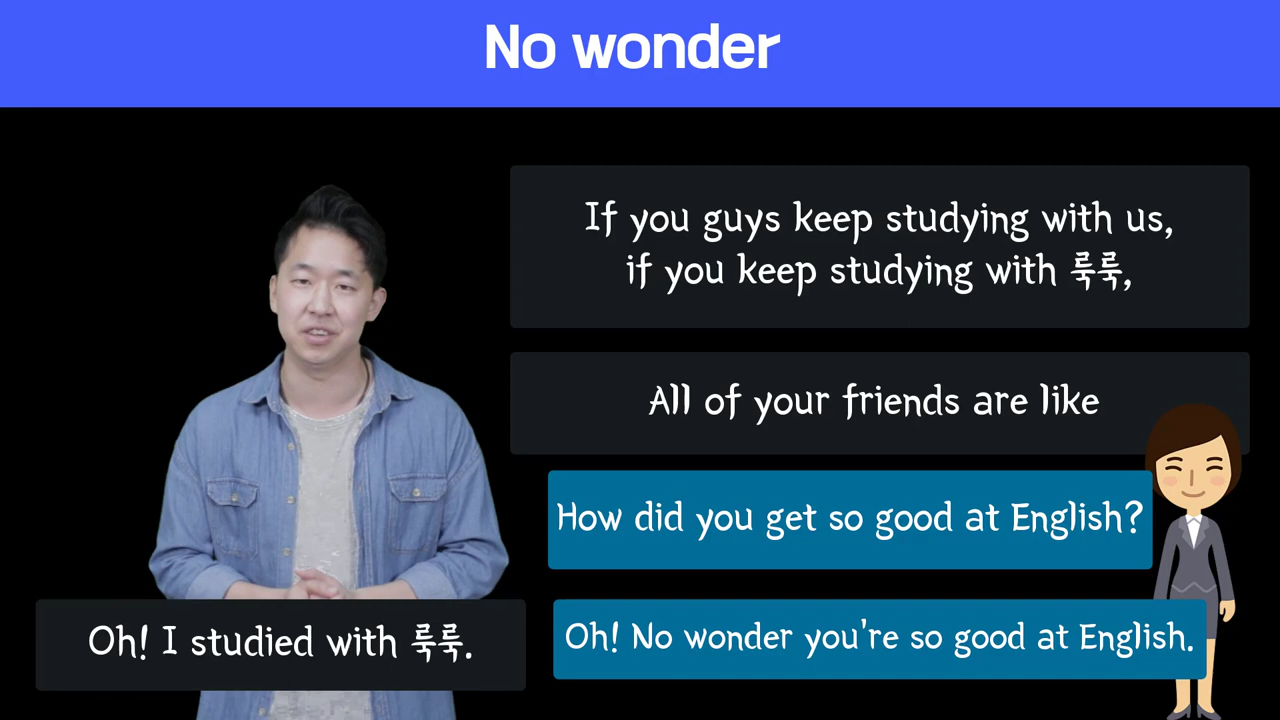 No wonder
If you guys keep studying with us,
if you keep studying with 룩룩,
All of your friends are like
How did you get so good at English?
Oh! I studied with 룩룩.
Oh! No wonder you're so good at English.